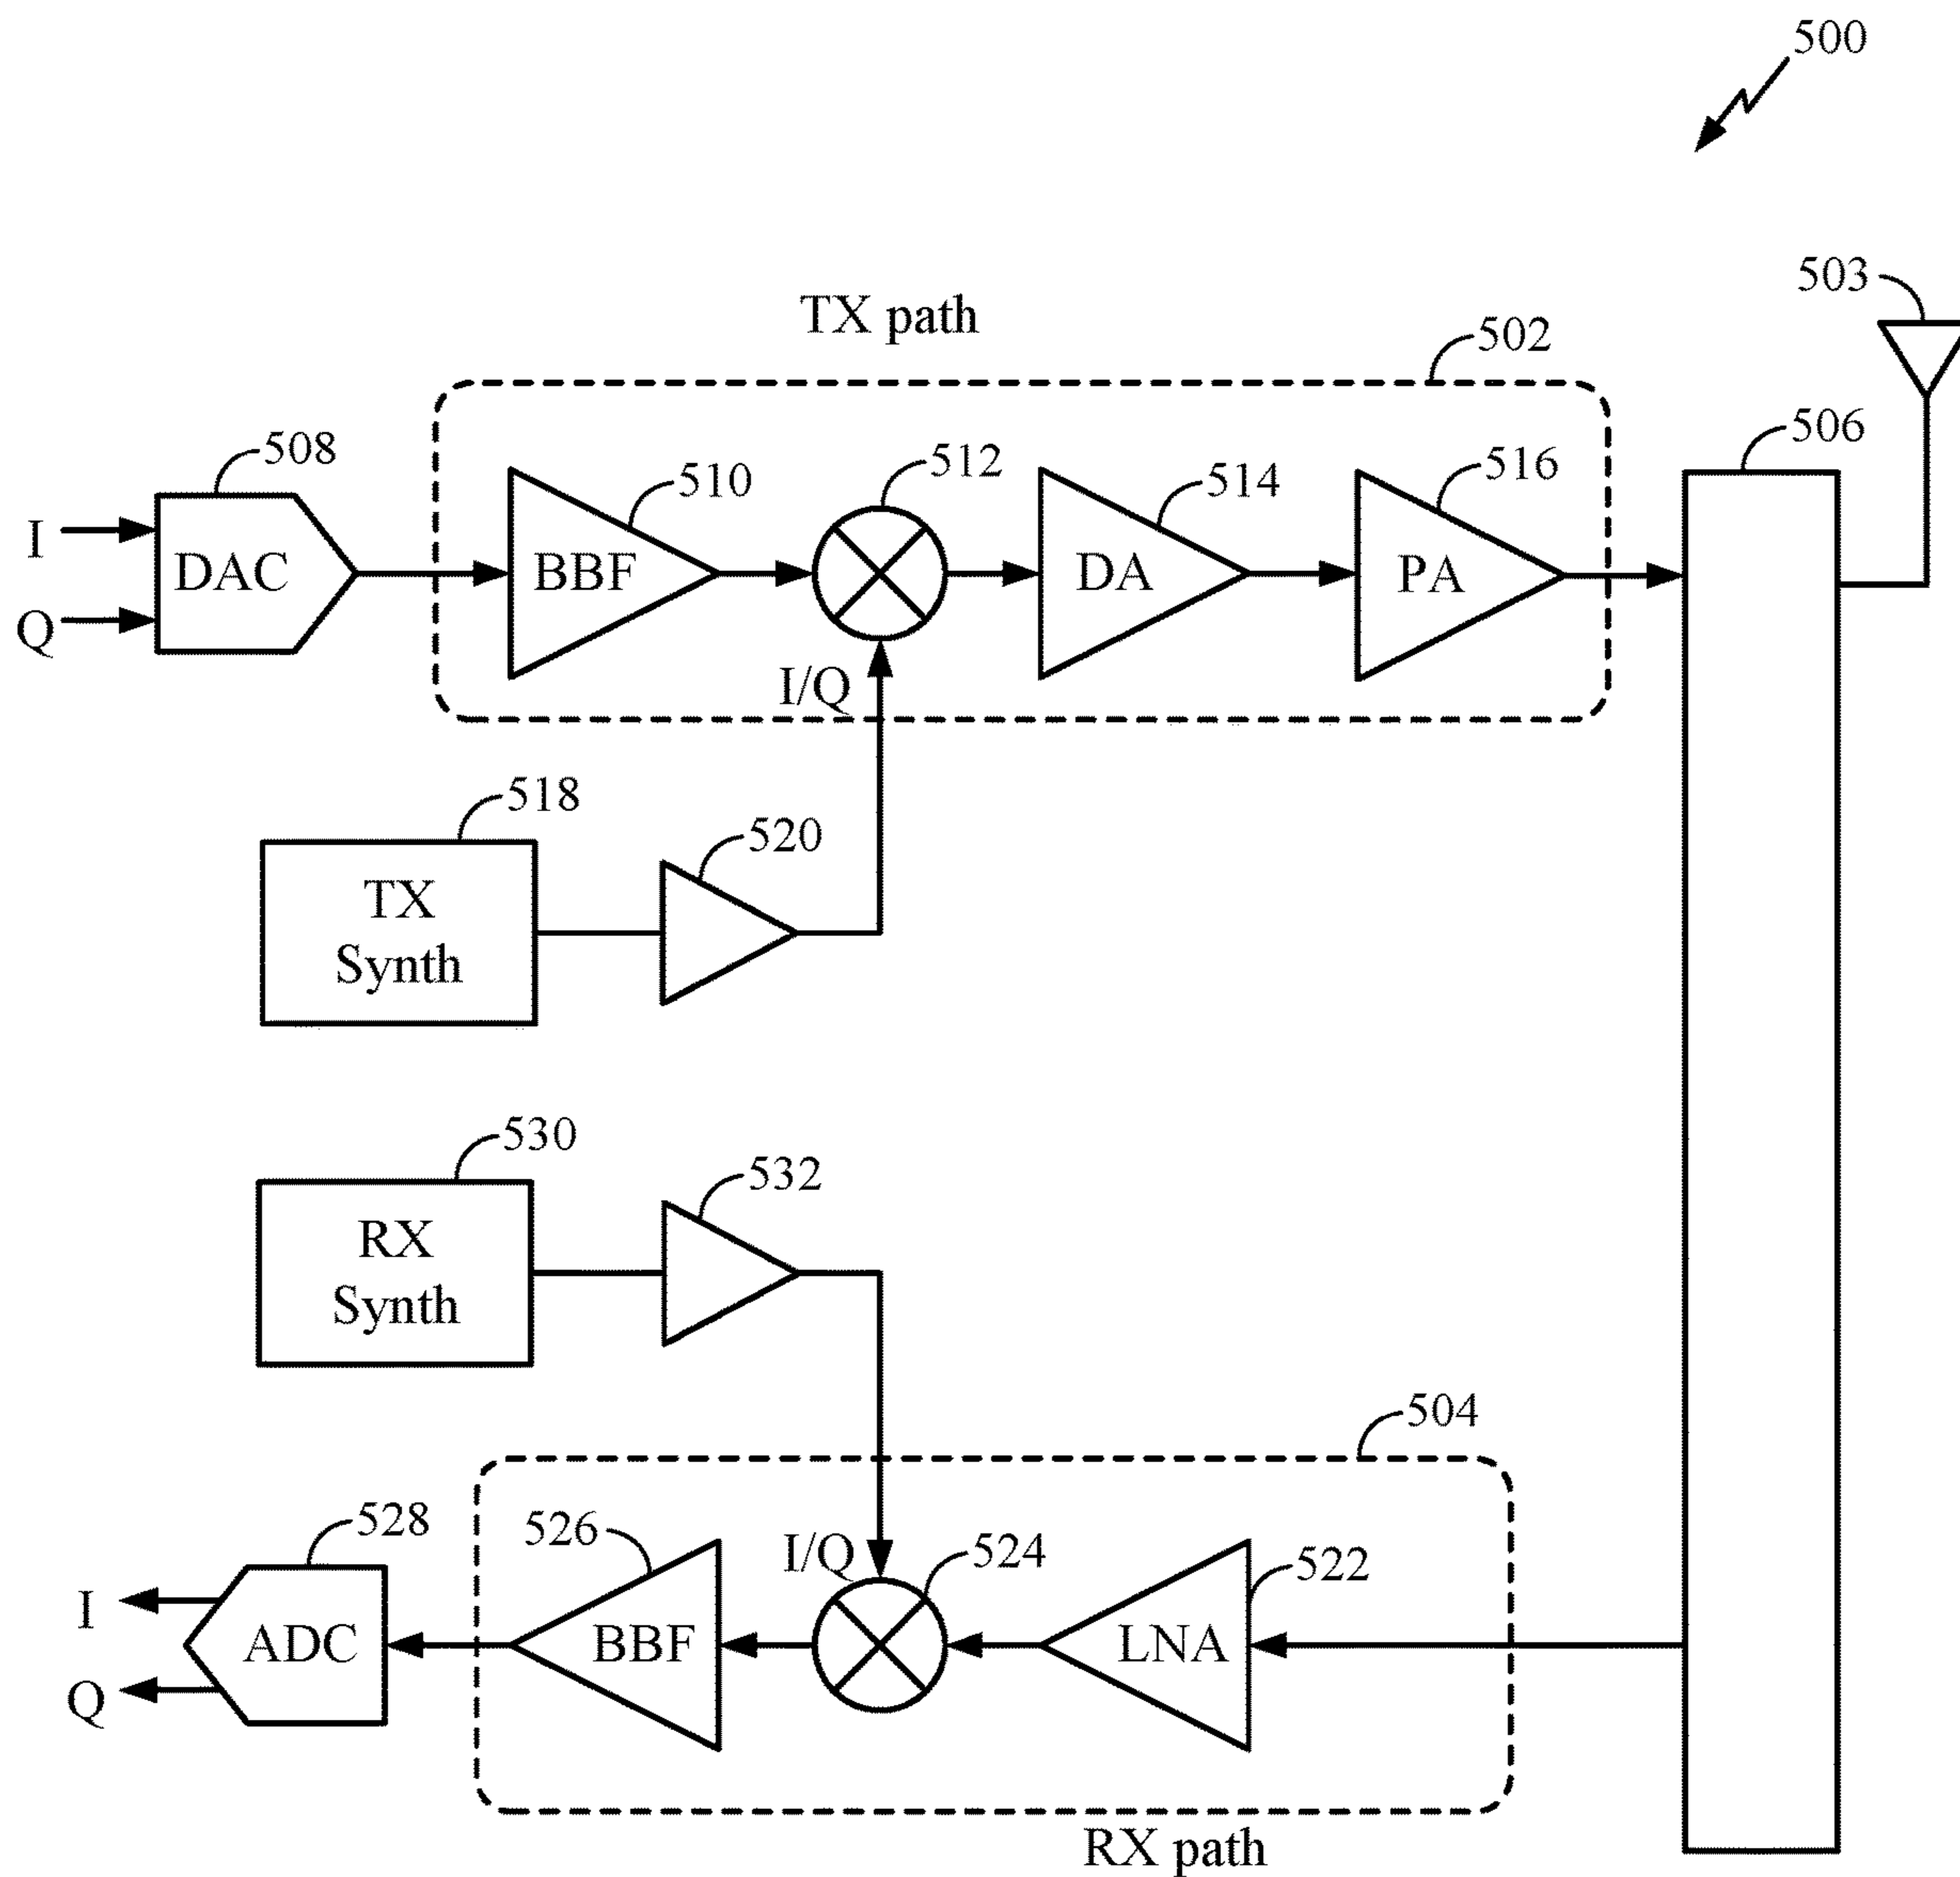 500
503
TX path
502
508
510
512
514
516
506
I
Q
DAC
BBF
DA
PA
I/Q
518
520
TX
Synth
530
532
RX
Synth
504
528
526
I/Q
524
522
I
Q
ADC
BBF
LNA
RX path